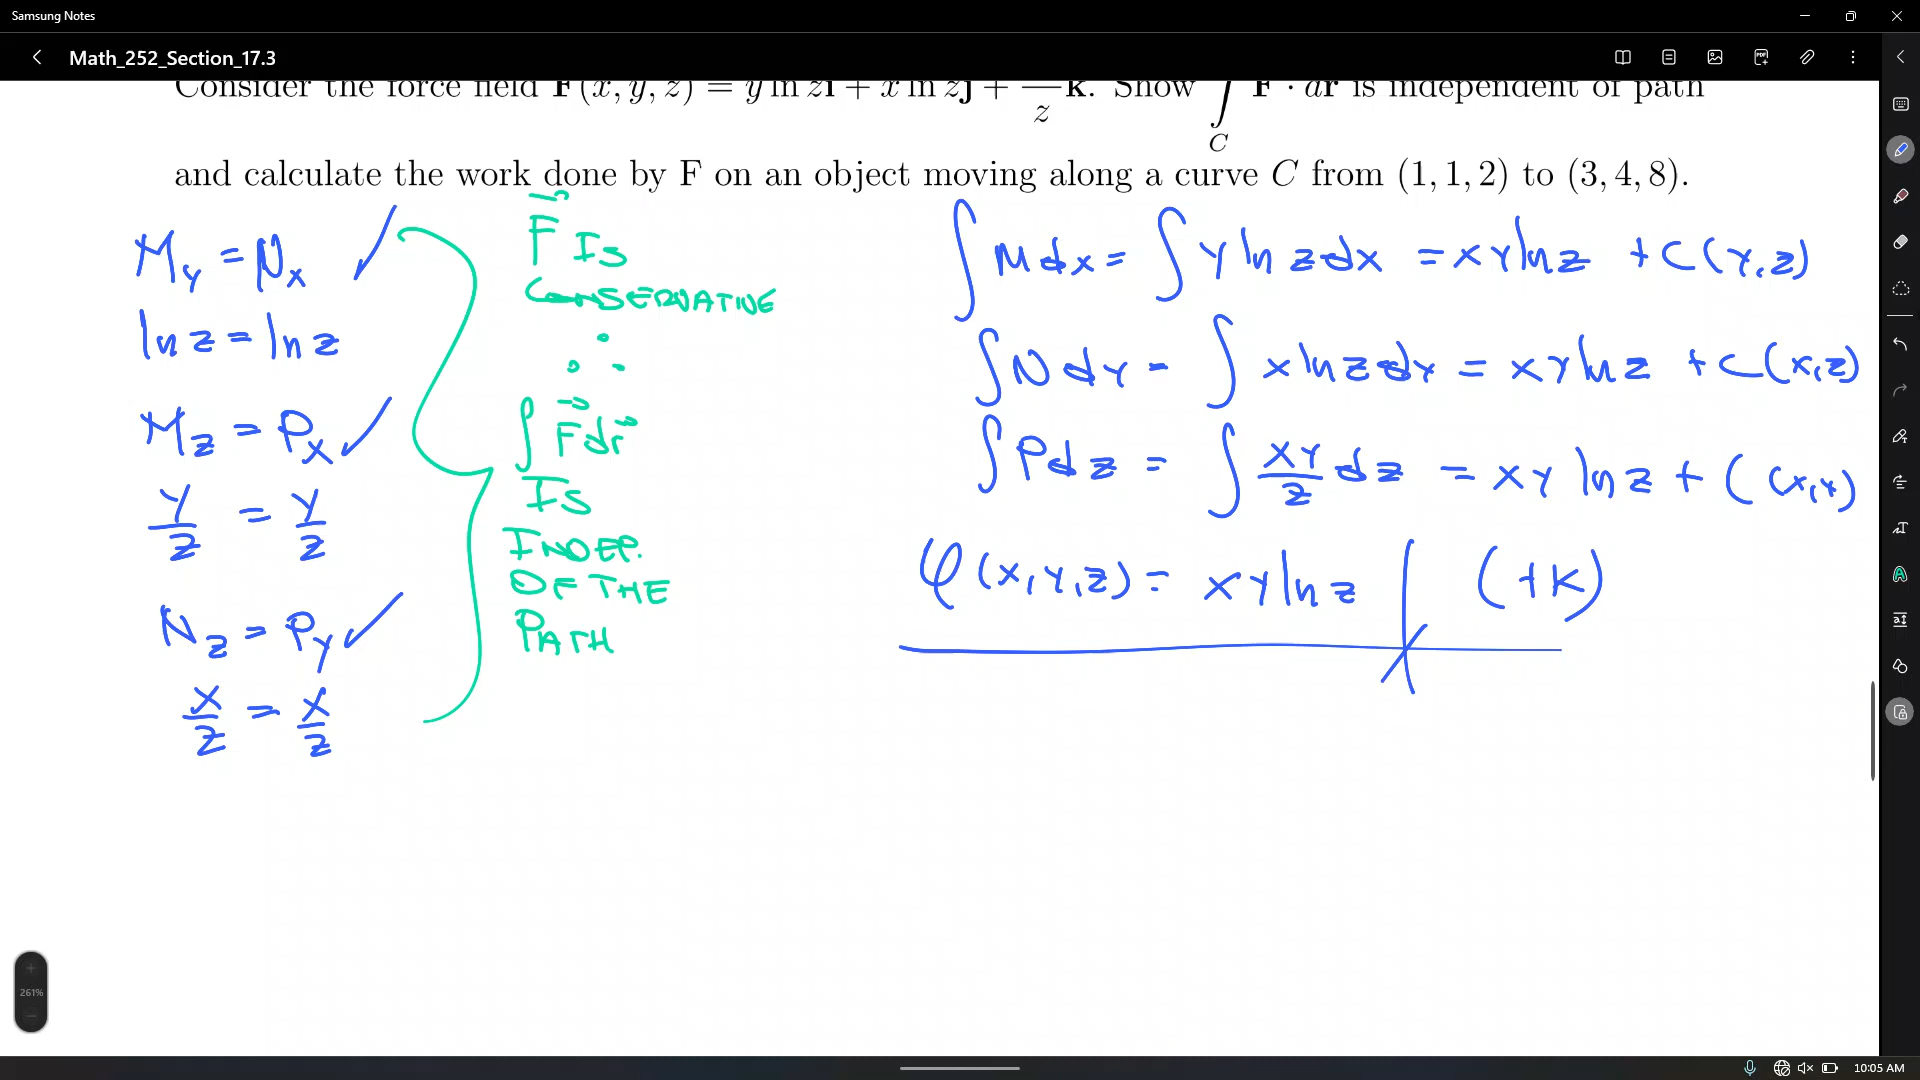 Samsung Notes
Math_252_Section_17.3
Consider the force field F(x, y, z) = y ln zi + x ln zj + —/z k. Show ∫_C F · dr is independent of path
and calculate the work done by F on an object moving along a curve C from (1, 1, 2) to (3, 4, 8).
M_y = N_x ✓
ln z = ln z
M_z = P_x ✓
y/z = y/z
N_z = P_y ✓
x/z = x/z
F⃗ IS
CONSERVATIVE
∴
∫ F⃗ dr⃗
IS
INDEP.
OF THE
PATH
∫ M dx = ∫ y ln z dx = xy ln z + C(y,z)
∫ N dy = ∫ x ln z dy = xy ln z + C(x,z)
∫ P dz = ∫ xy/z dz = xy ln z + C(x,y)
φ(x,y,z) = xy ln z | (+K)
261%
10:05 AM